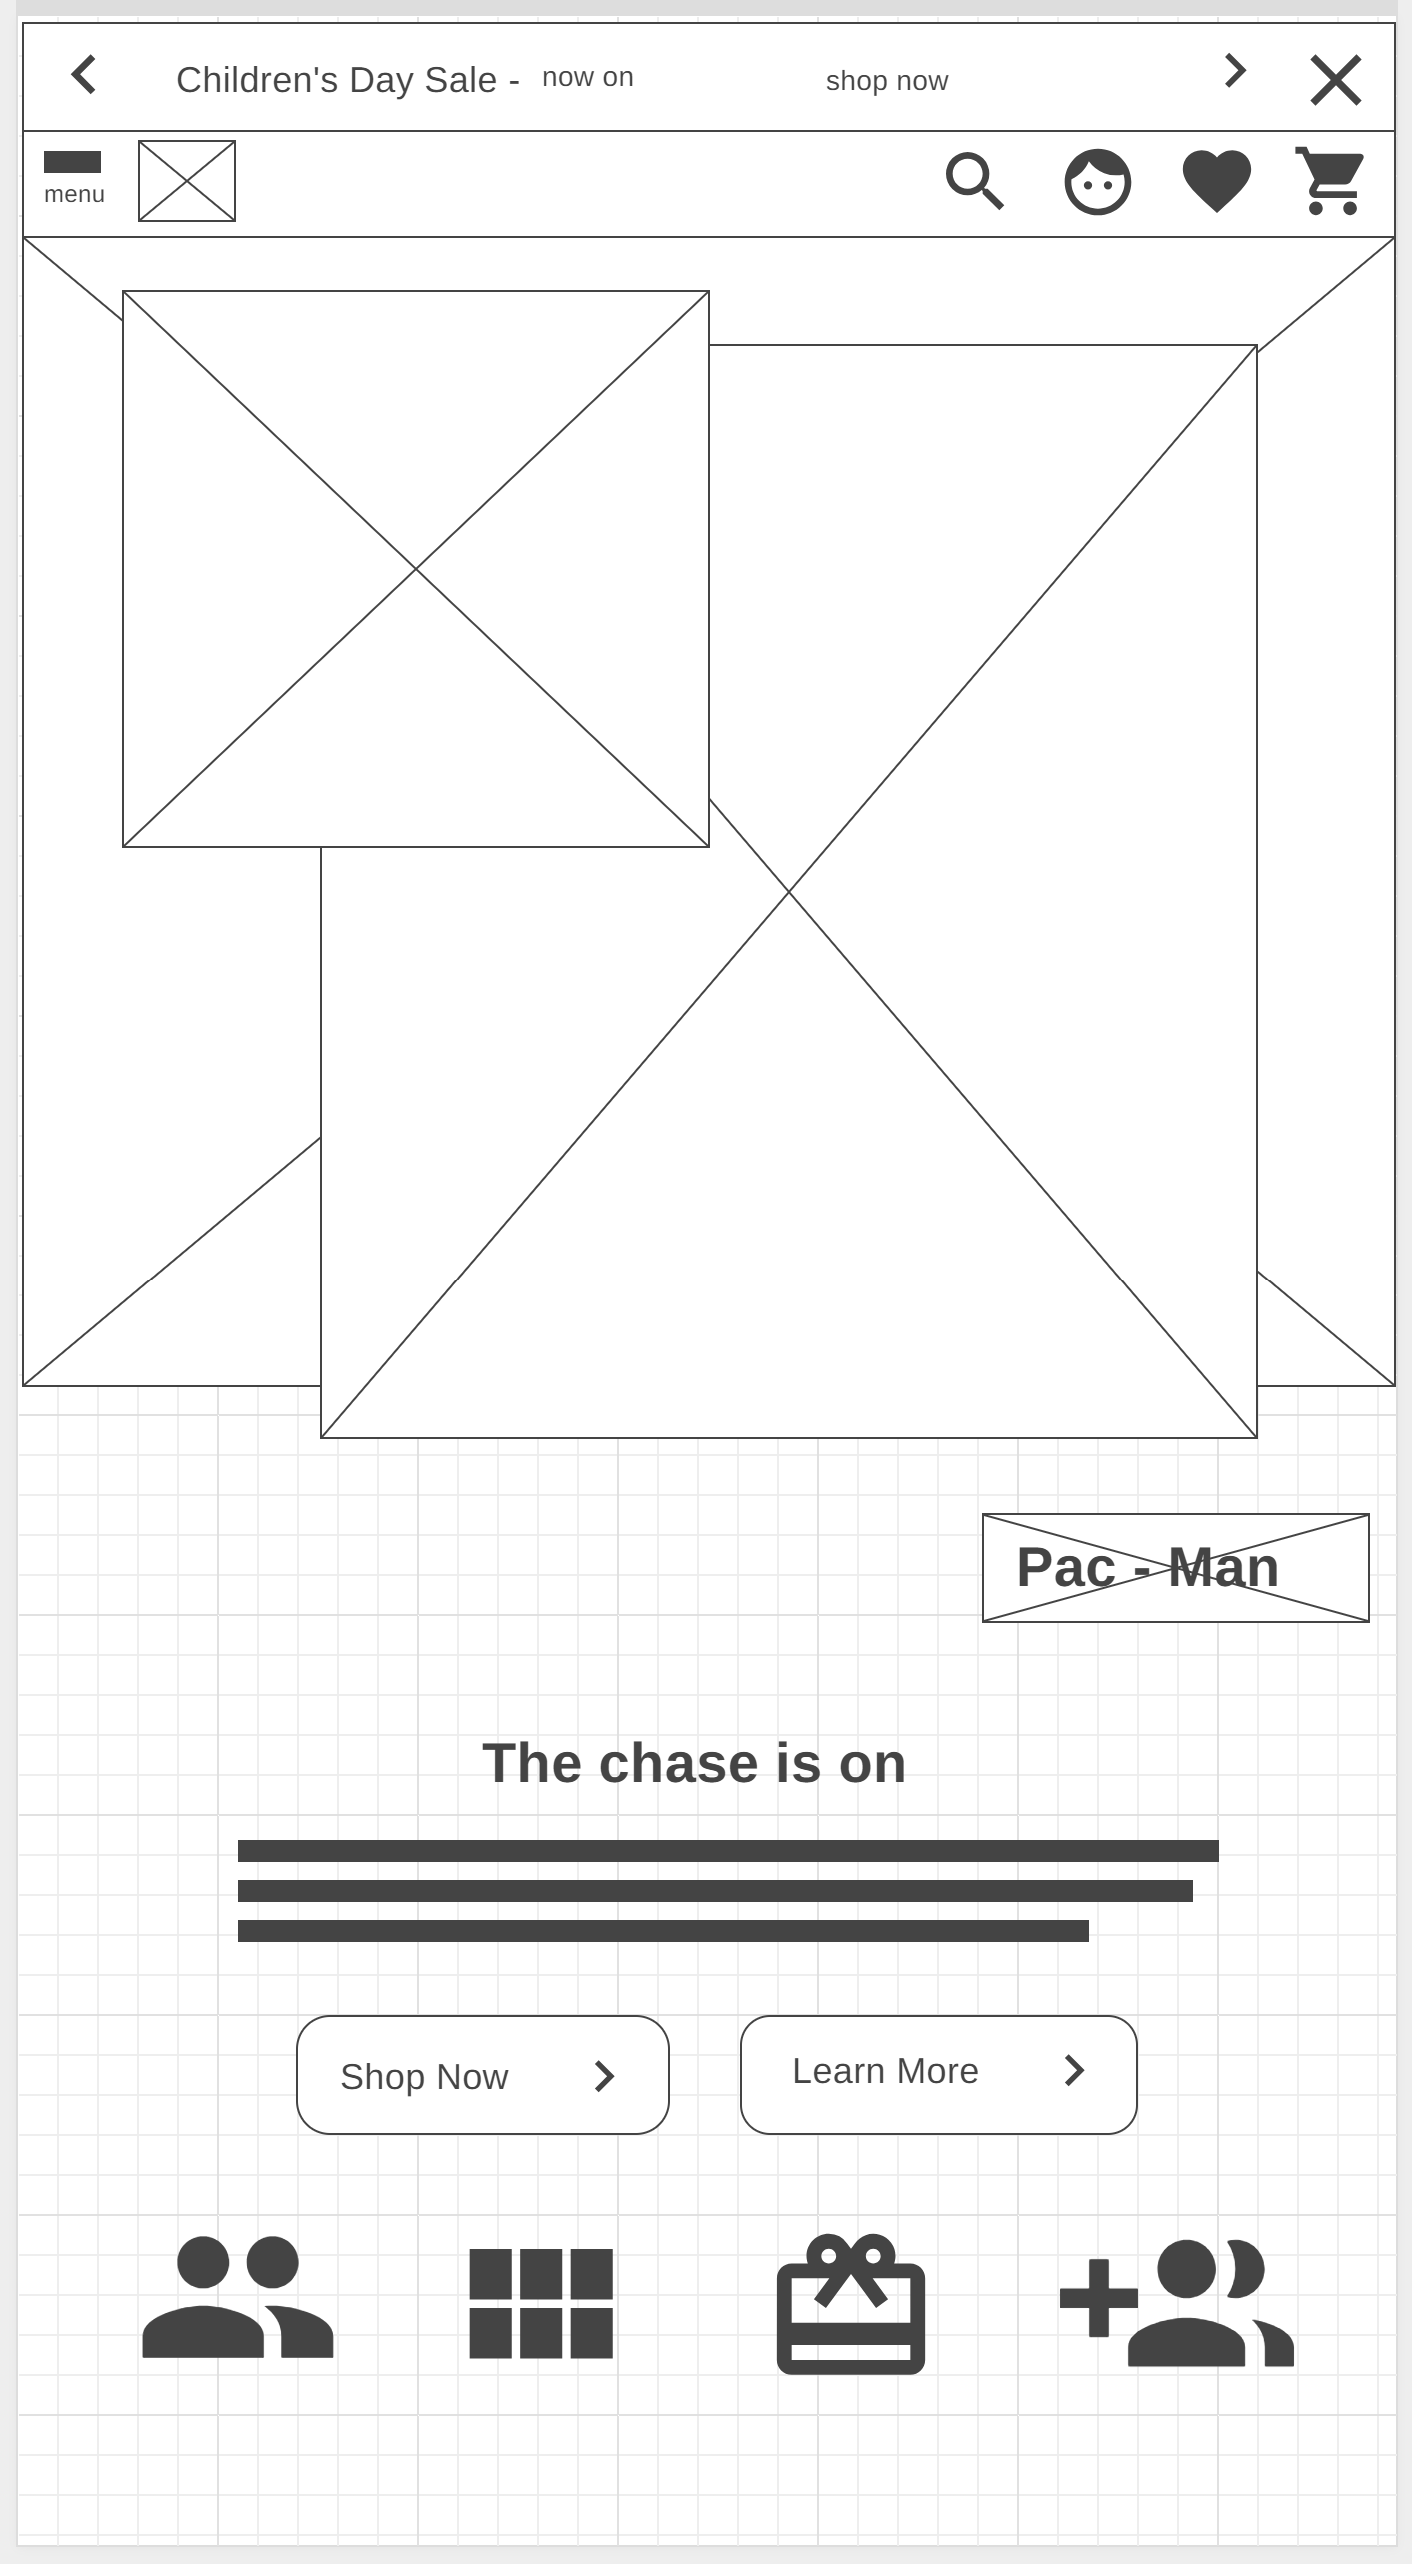 Children's Day Sale - now on shop now
menu
Pac - Man
The chase is on
Shop Now
Learn More